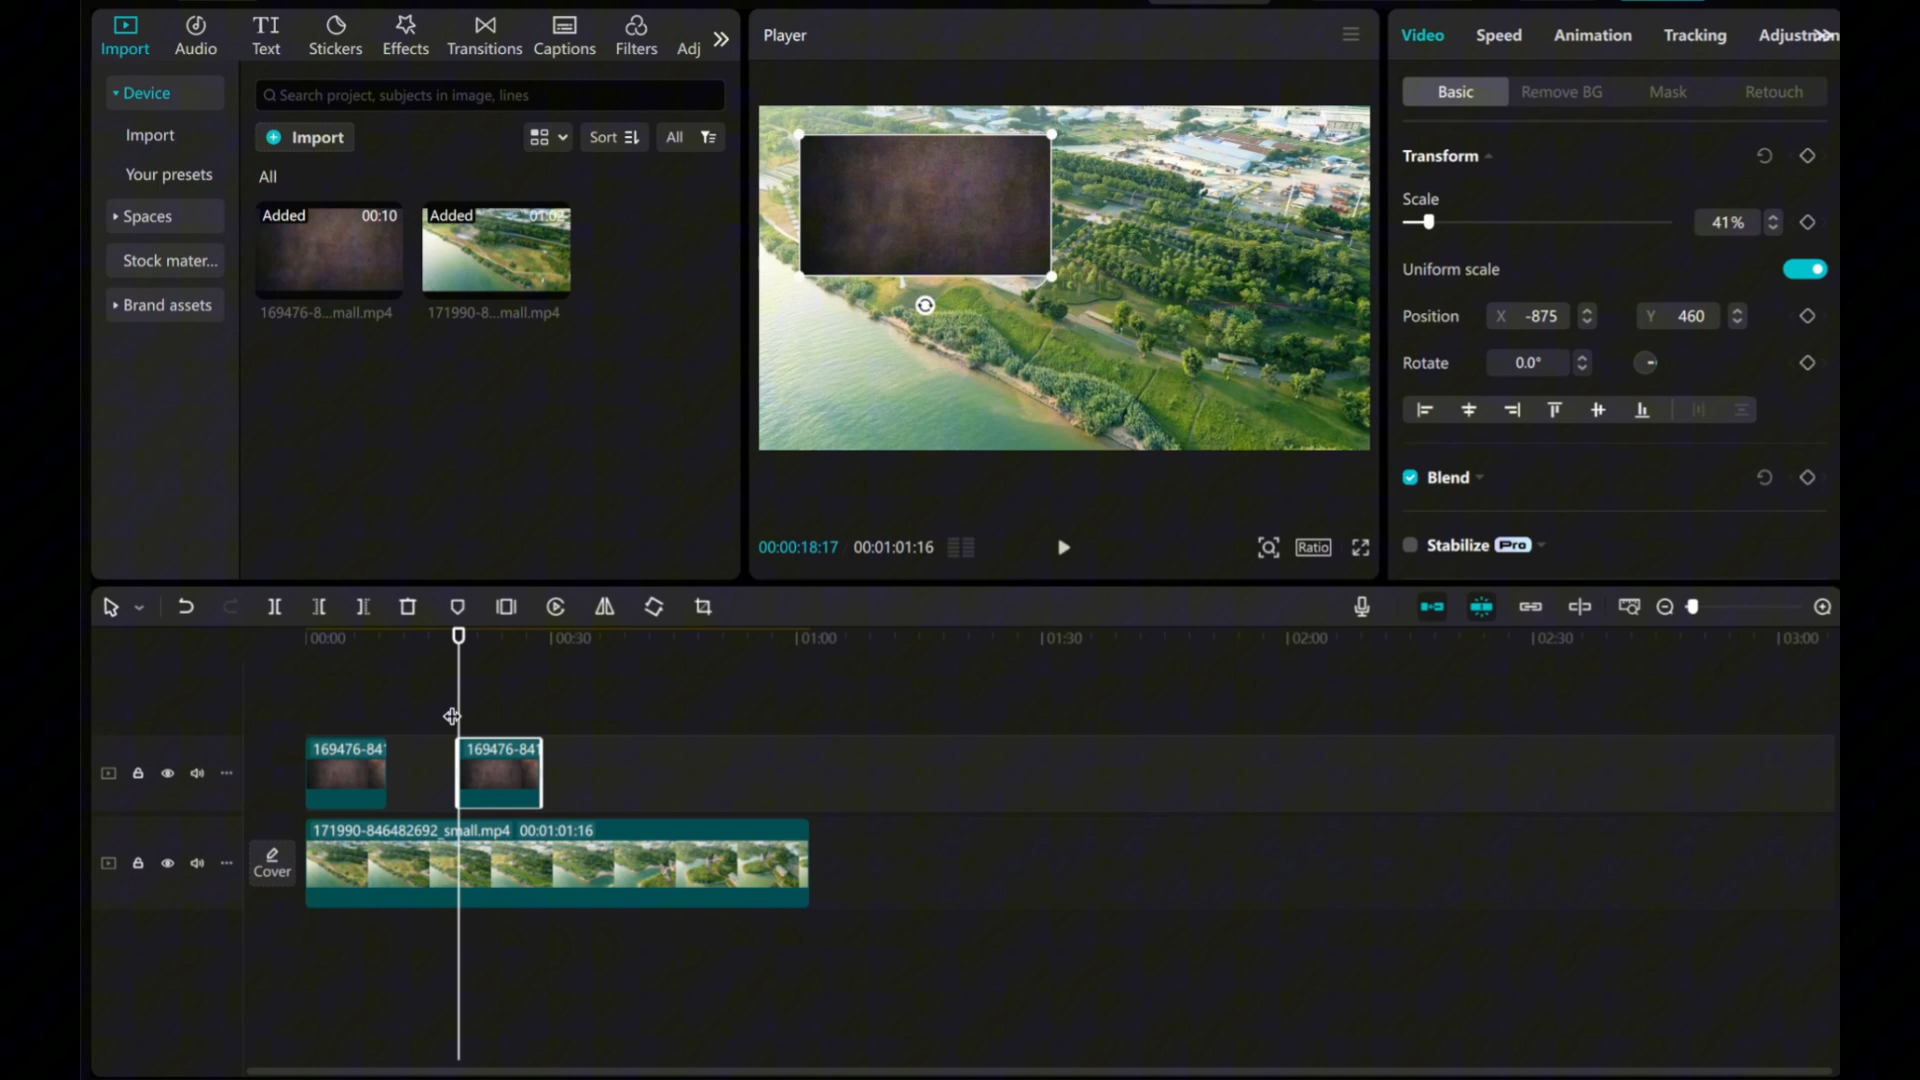 Import
Audio
TI
Text
Stickers
Effects
Transitions
Captions
Filters
Adj
Device
Import
Your presets
Spaces
Stock mater...
Brand assets
Search project, subjects in image, lines
Import
Sort
All
All
Added 00:10
169476-8...mall.mp4
Added 01:02
171990-8...mall.mp4
Player
00:00:18:17 00:01:01:16
Ratio
Video
Speed
Animation
Tracking
Adjustm
Basic
Remove BG
Mask
Retouch
Transform
Scale
41%
Uniform scale
Position X -875 Y 460
Rotate 0.0°
Blend
Stabilize Pro
00:00 00:30 01:00 01:30 02:00 02:30 03:00
169476-841
169476-841
171990-846482692_small.mp4 00:01:01:16
Cover